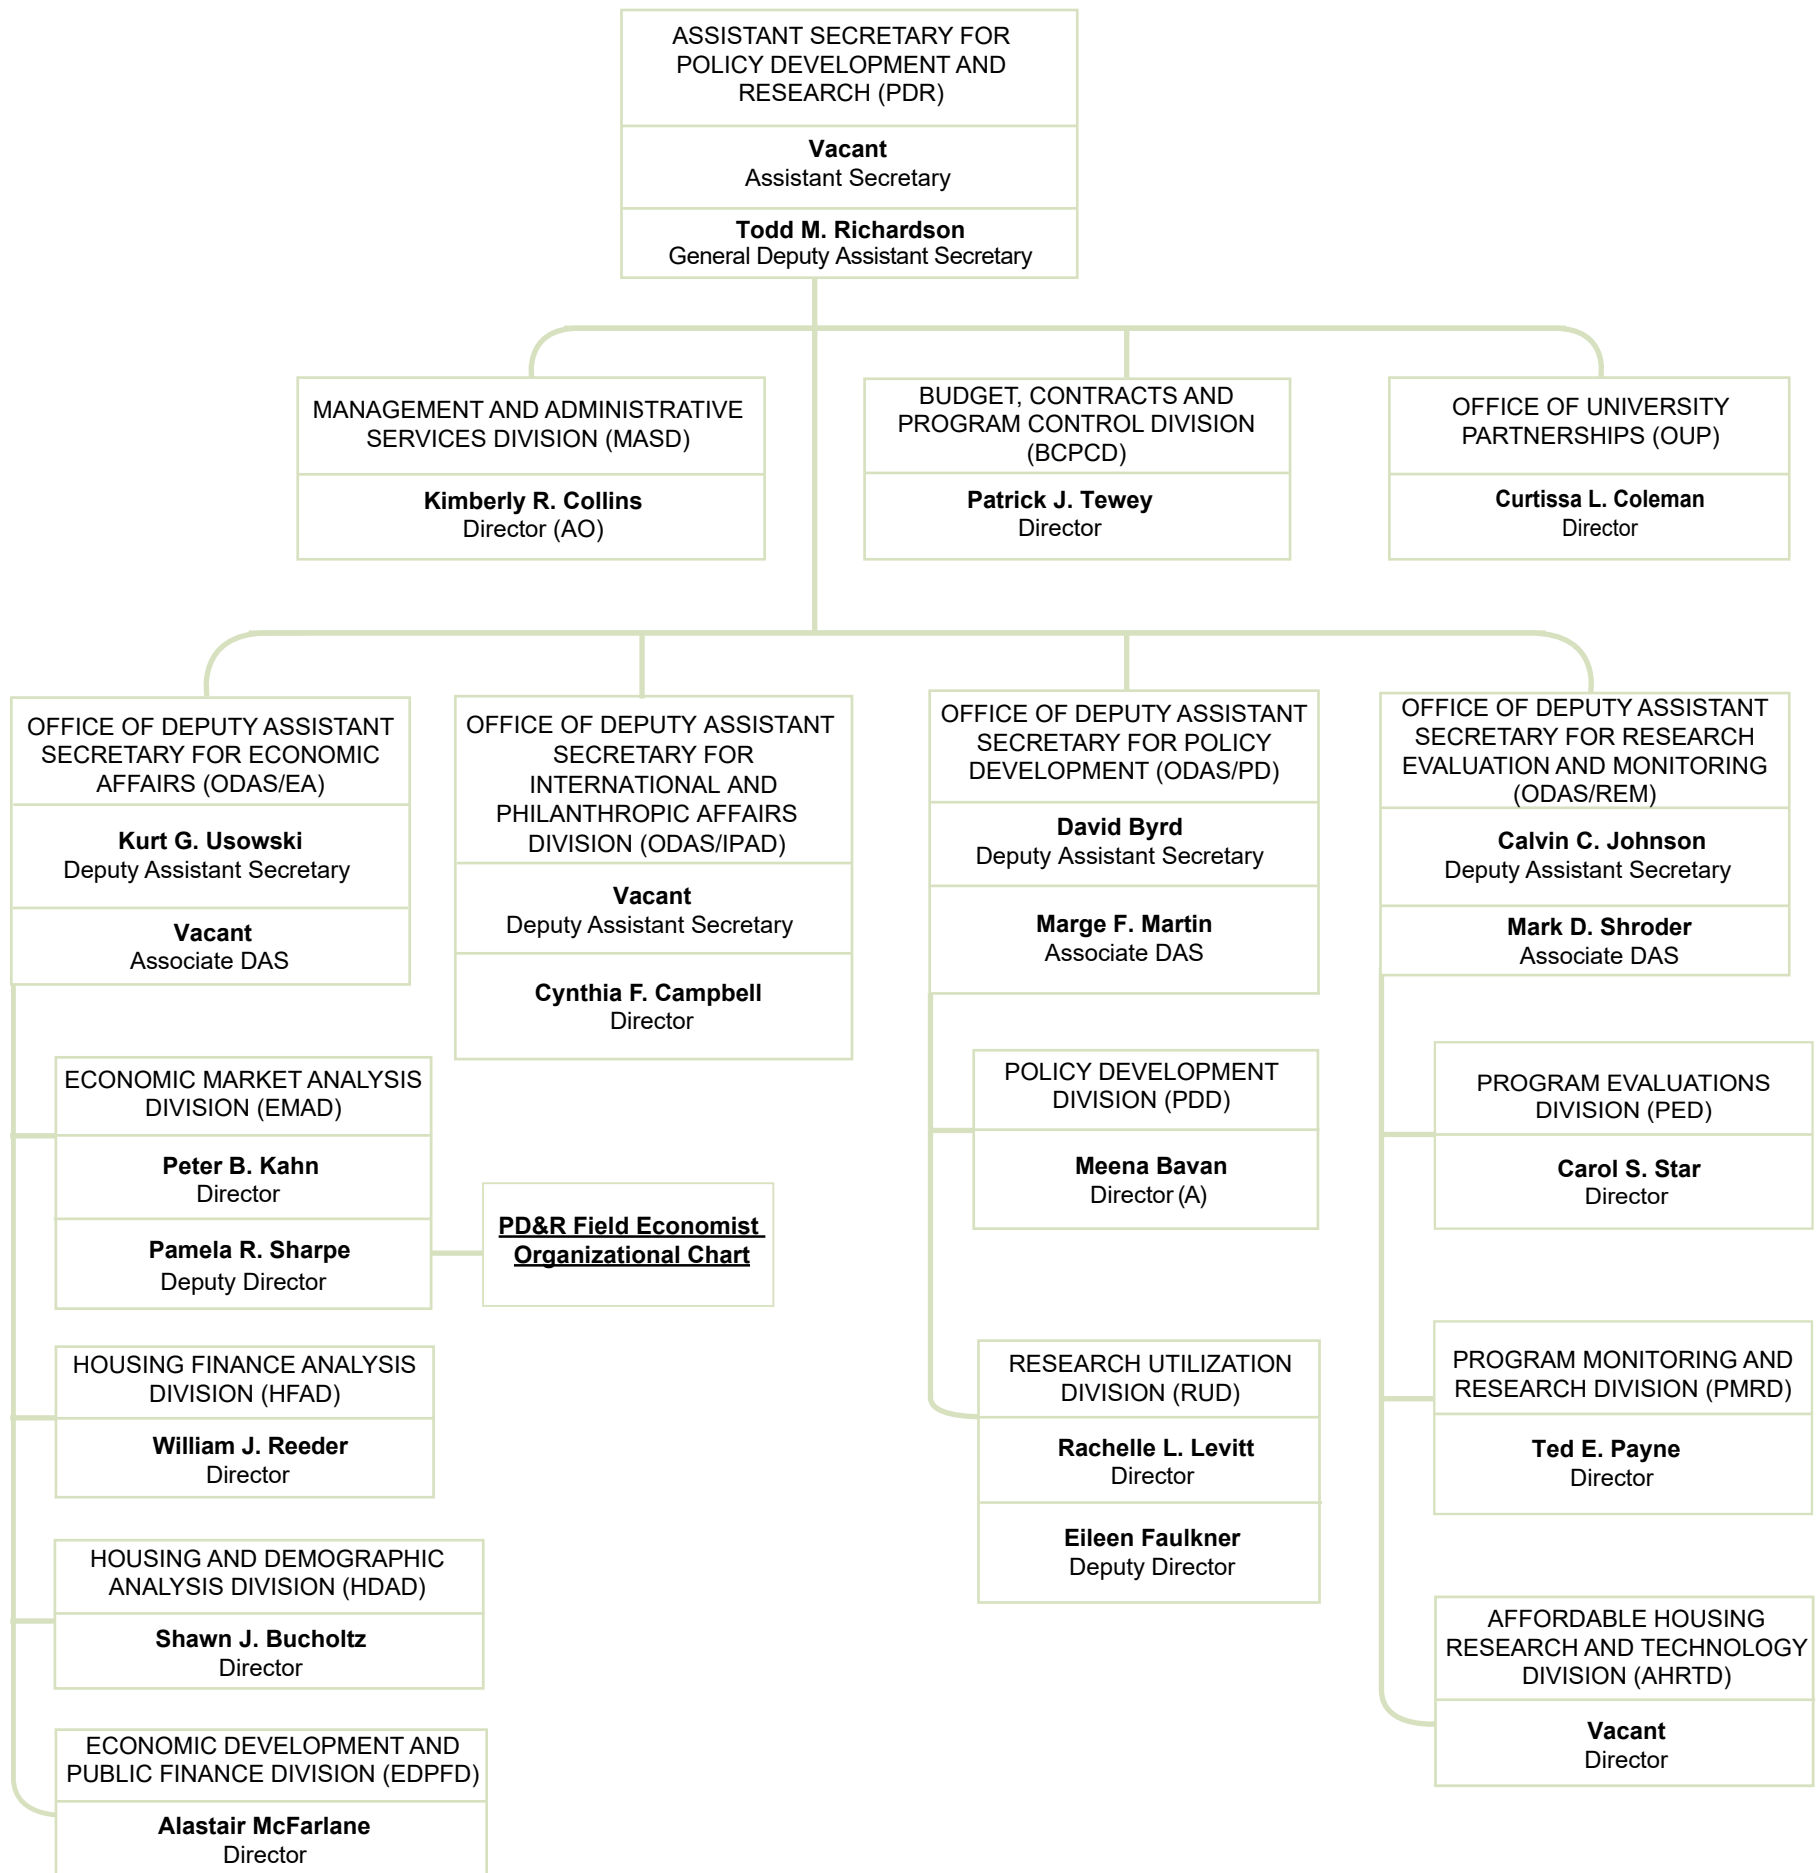 ASSISTANT SECRETARY FOR
POLICY DEVELOPMENT AND
RESEARCH (PDR)
Vacant
Assistant Secretary
Todd M. Richardson
General Deputy Assistant Secretary
MANAGEMENT AND ADMINISTRATIVE
SERVICES DIVISION (MASD)
Kimberly R. Collins
Director (AO)
BUDGET, CONTRACTS AND
PROGRAM CONTROL DIVISION
(BCPCD)
Patrick J. Tewey
Director
OFFICE OF UNIVERSITY
PARTNERSHIPS (OUP)
Curtissa L. Coleman
Director
OFFICE OF DEPUTY ASSISTANT
SECRETARY FOR ECONOMIC
AFFAIRS (ODAS/EA)
Kurt G. Usowski
Deputy Assistant Secretary
Vacant
Associate DAS
ECONOMIC MARKET ANALYSIS
DIVISION (EMAD)
Peter B. Kahn
Director
Pamela R. Sharpe
Deputy Director
PD&R Field Economist
Organizational Chart
HOUSING FINANCE ANALYSIS
DIVISION (HFAD)
William J. Reeder
Director
HOUSING AND DEMOGRAPHIC
ANALYSIS DIVISION (HDAD)
Shawn J. Bucholtz
Director
ECONOMIC DEVELOPMENT AND
PUBLIC FINANCE DIVISION (EDPFD)
Alastair McFarlane
Director
OFFICE OF DEPUTY ASSISTANT
SECRETARY FOR
INTERNATIONAL AND
PHILANTHROPIC AFFAIRS
DIVISION (ODAS/IPAD)
Vacant
Deputy Assistant Secretary
Cynthia F. Campbell
Director
OFFICE OF DEPUTY ASSISTANT
SECRETARY FOR POLICY
DEVELOPMENT (ODAS/PD)
David Byrd
Deputy Assistant Secretary
Marge F. Martin
Associate DAS
POLICY DEVELOPMENT
DIVISION (PDD)
Meena Bavan
Director (A)
RESEARCH UTILIZATION
DIVISION (RUD)
Rachelle L. Levitt
Director
Eileen Faulkner
Deputy Director
OFFICE OF DEPUTY ASSISTANT
SECRETARY FOR RESEARCH
EVALUATION AND MONITORING
(ODAS/REM)
Calvin C. Johnson
Deputy Assistant Secretary
Mark D. Shroder
Associate DAS
PROGRAM EVALUATIONS
DIVISION (PED)
Carol S. Star
Director
PROGRAM MONITORING AND
RESEARCH DIVISION (PMRD)
Ted E. Payne
Director
AFFORDABLE HOUSING
RESEARCH AND TECHNOLOGY
DIVISION (AHRTD)
Vacant
Director